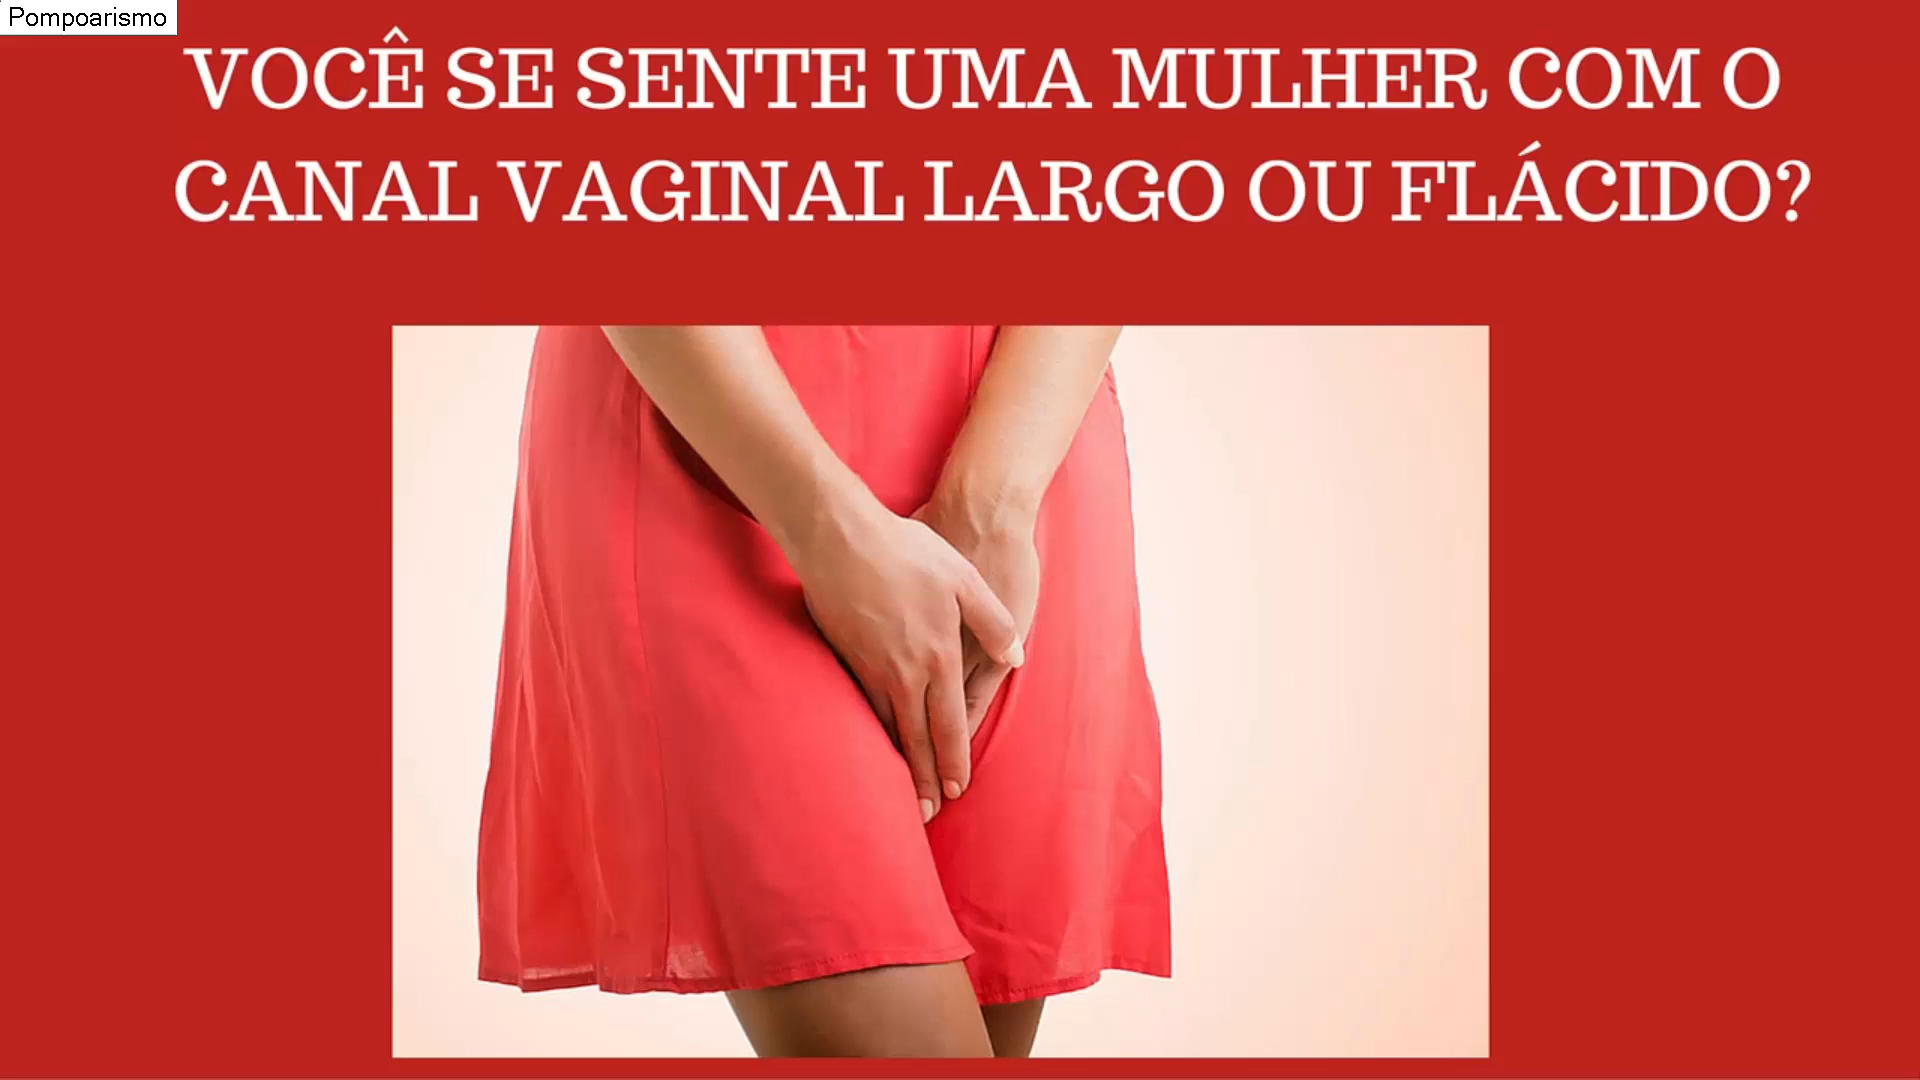 Pompoarismo
VOCÊ SE SENTE UMA MULHER COM O
CANAL VAGINAL LARGO OU FLÁCIDO?